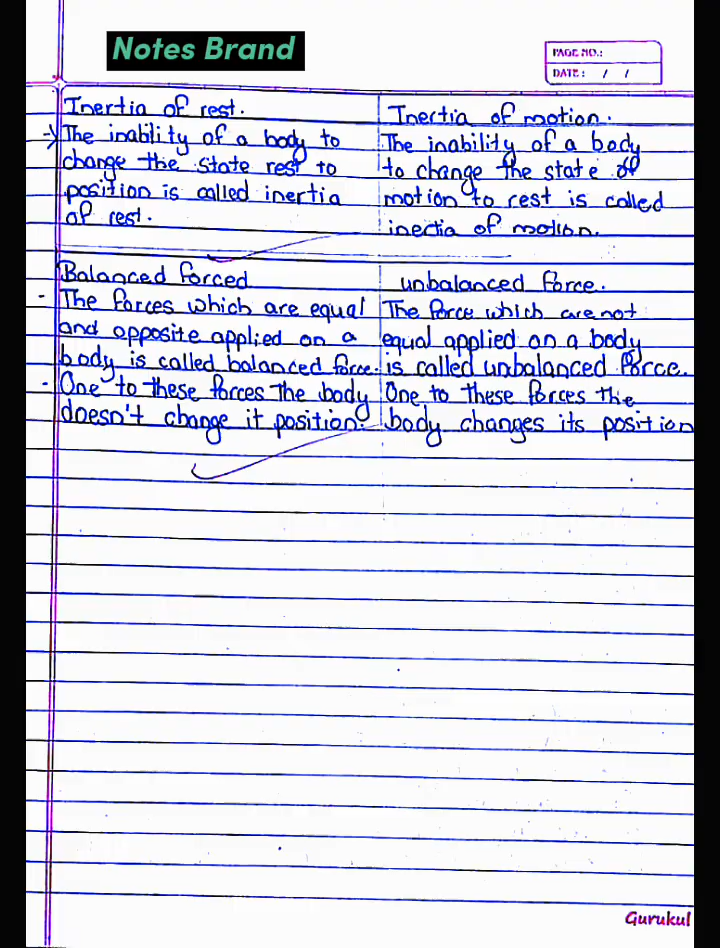 Notes Brand
PAGE NO.:
DATE: / /
Inertia of rest.
→ The inability of a body to
change the state rest to
position is called inertia
of rest.
Inertia of motion.
The inability of a body
to change the state of
motion to rest is called
inectia of motion.
Balanced forced
- The forces which are equal
and opposite applied on a
body is called balanced force.
- One to these forces the body
doesn't change it position.
unbalanced force.
The force which are not
equal applied on a body
is called unbalanced force.
One to these forces the
body changes its position
Gurukul